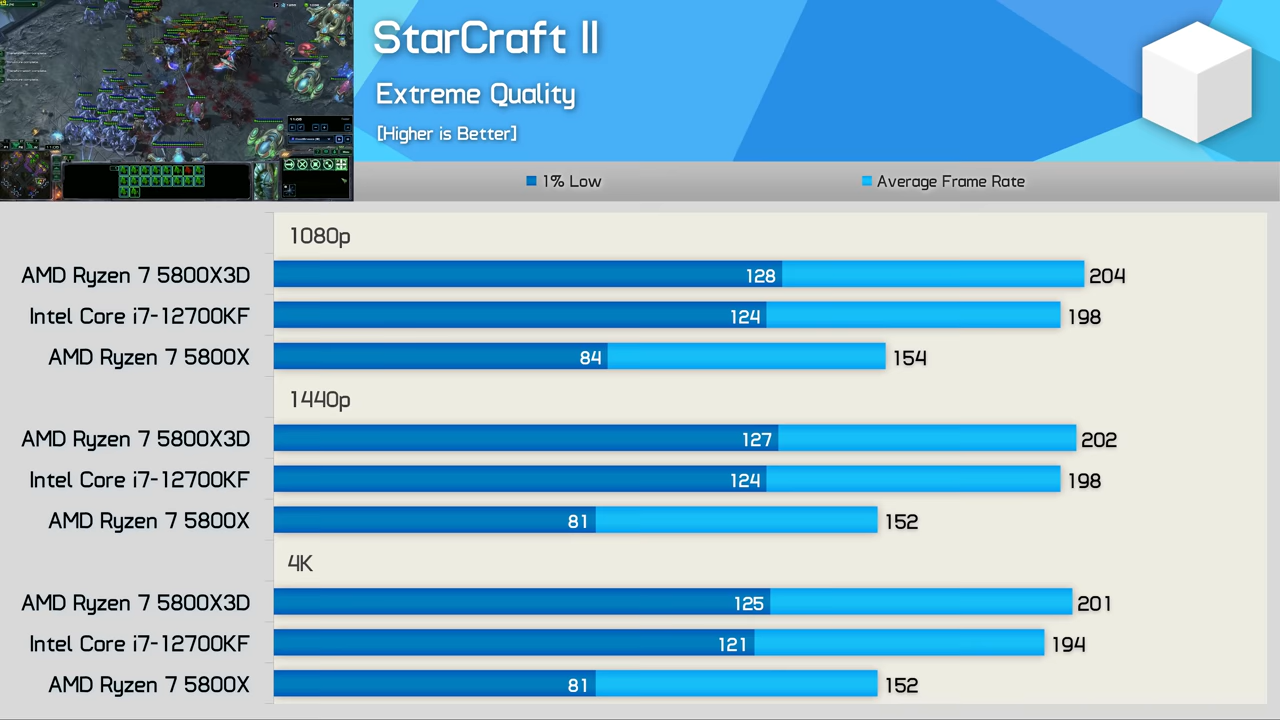 StarCraft II
Extreme Quality
[Higher is Better]
1% Low
Average Frame Rate
1080p
AMD Ryzen 7 5800X3D 128 204
Intel Core i7-12700KF 124 198
AMD Ryzen 7 5800X 84 154
1440p
AMD Ryzen 7 5800X3D 127 202
Intel Core i7-12700KF 124 198
AMD Ryzen 7 5800X 81 152
4K
AMD Ryzen 7 5800X3D 125 201
Intel Core i7-12700KF 121 194
AMD Ryzen 7 5800X 81 152